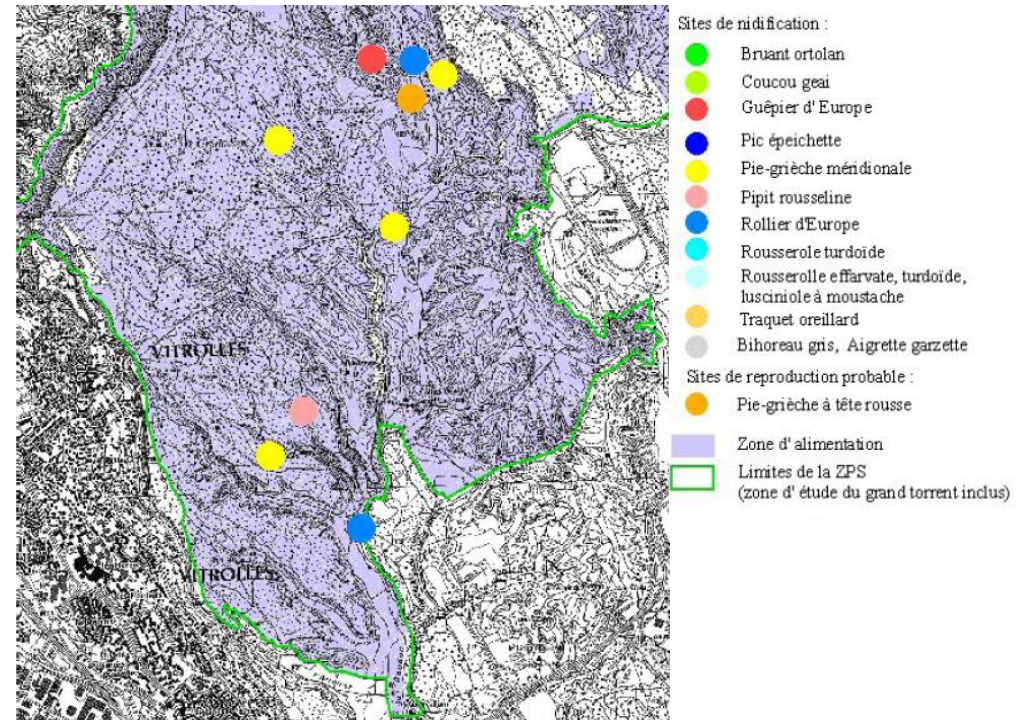 Sites de nidification :
Bruant ortolan
Coucou geai
Guêpier d' Europe
Pic épeichette
Pie-grièche méridionale
Pipit rousseline
Rollier d'Europe
Rousserole turdoïde
Rousserolle effarvate, turdoïde,
lusciniole à moustache
Traquet oreillard
Bihoreau gris, Aigrette garzette
Sites de reproduction probable :
Pie-grièche à tête rousse
Zone d' alimentation
Limites de la ZPS
(zone d' étude du grand torrent inclus)
VITROLLES
VITROLLES